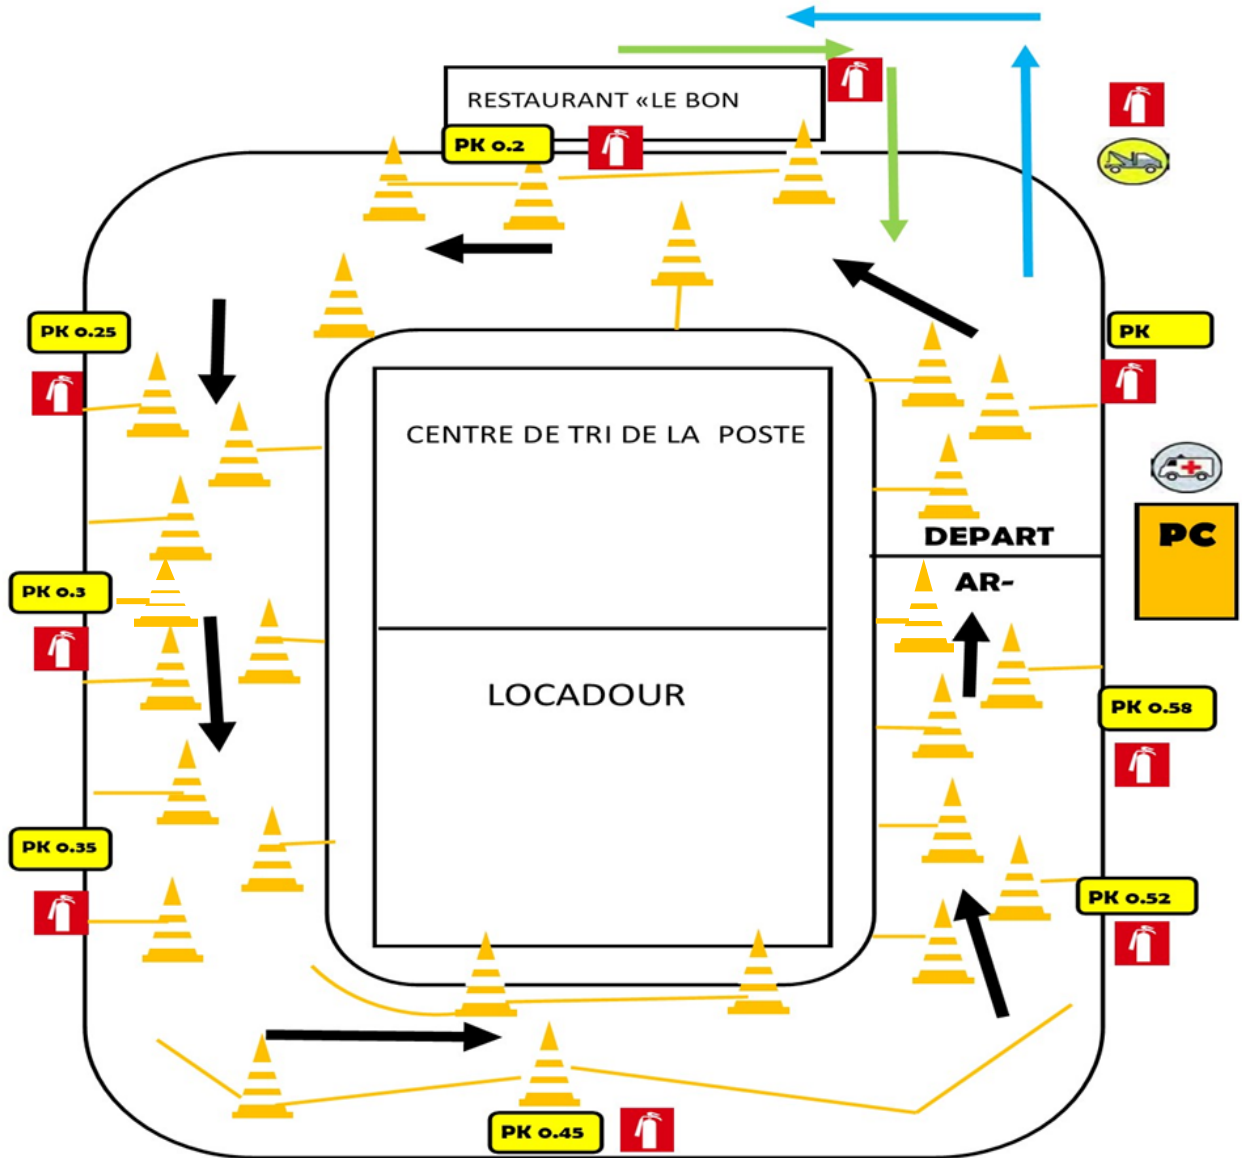 RESTAURANT «LE BON
PK 0.2
PK 0.25
PK
CENTRE DE TRI DE LA POSTE
DEPART
PC
AR-
PK 0.3
LOCADOUR
PK 0.58
PK 0.35
PK 0.52
PK 0.45